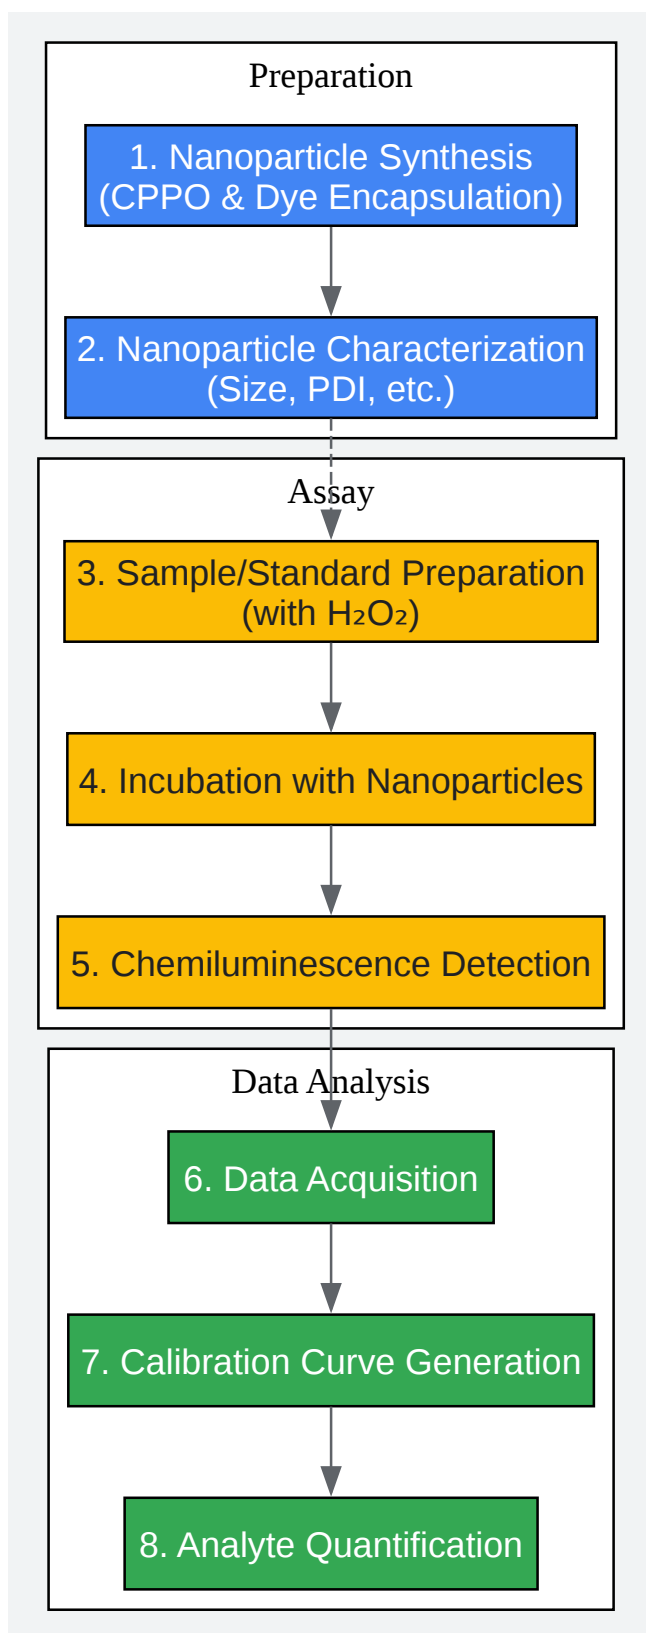 Preparation
1. Nanoparticle Synthesis
(CPPO & Dye Encapsulation)
2. Nanoparticle Characterization
(Size, PDI, etc.)
Assay
3. Sample/Standard Preparation
(with H₂O₂)
4. Incubation with Nanoparticles
5. Chemiluminescence Detection
Data Analysis
6. Data Acquisition
7. Calibration Curve Generation
8. Analyte Quantification